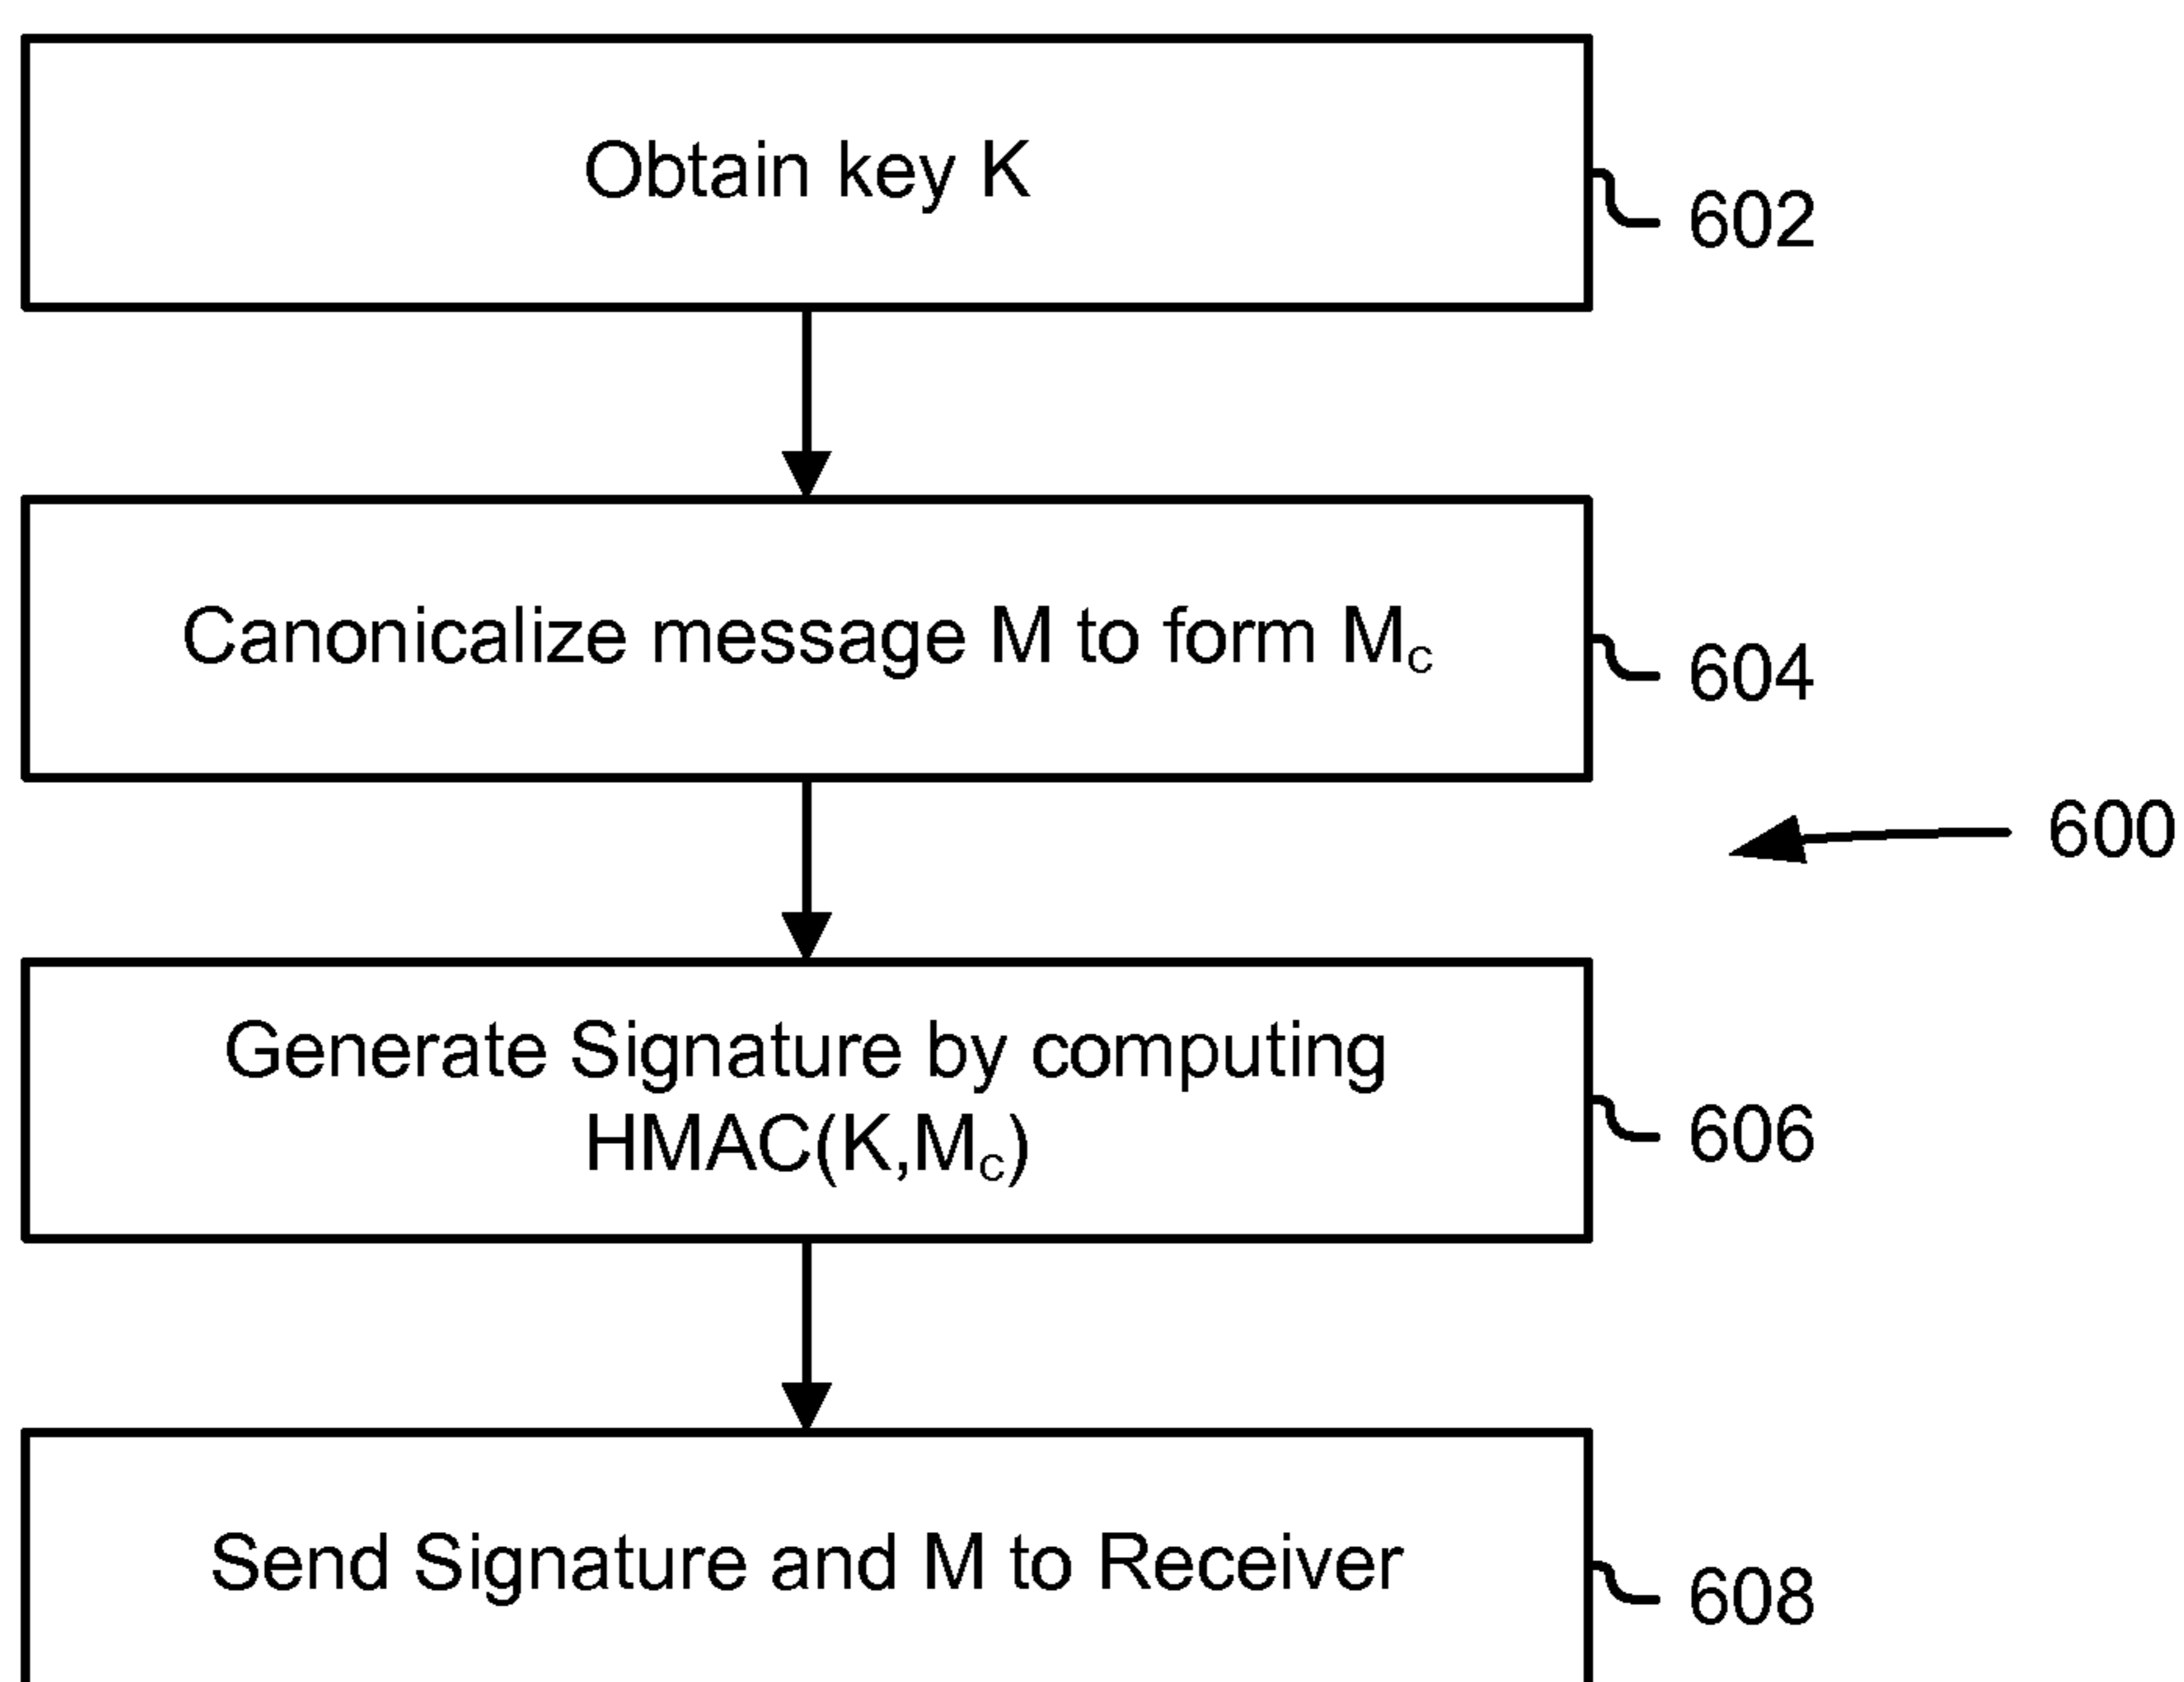 Obtain key K
602
Canonicalize message M to form Mc
604
600
Generate Signature by computing
HMAC(K,Mc)
606
Send Signature and M to Receiver
608